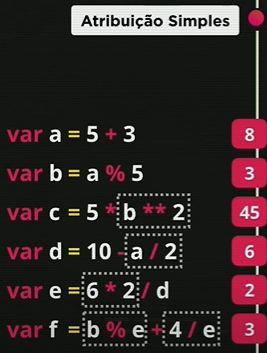 Atribuição Simples
var a = 5 + 3 8
var b = a % 5 3
var c = 5 * b ** 2 45
var d = 10 - a / 2 6
var e = 6 * 2 / d 2
var f = b % e + 4 / e 3